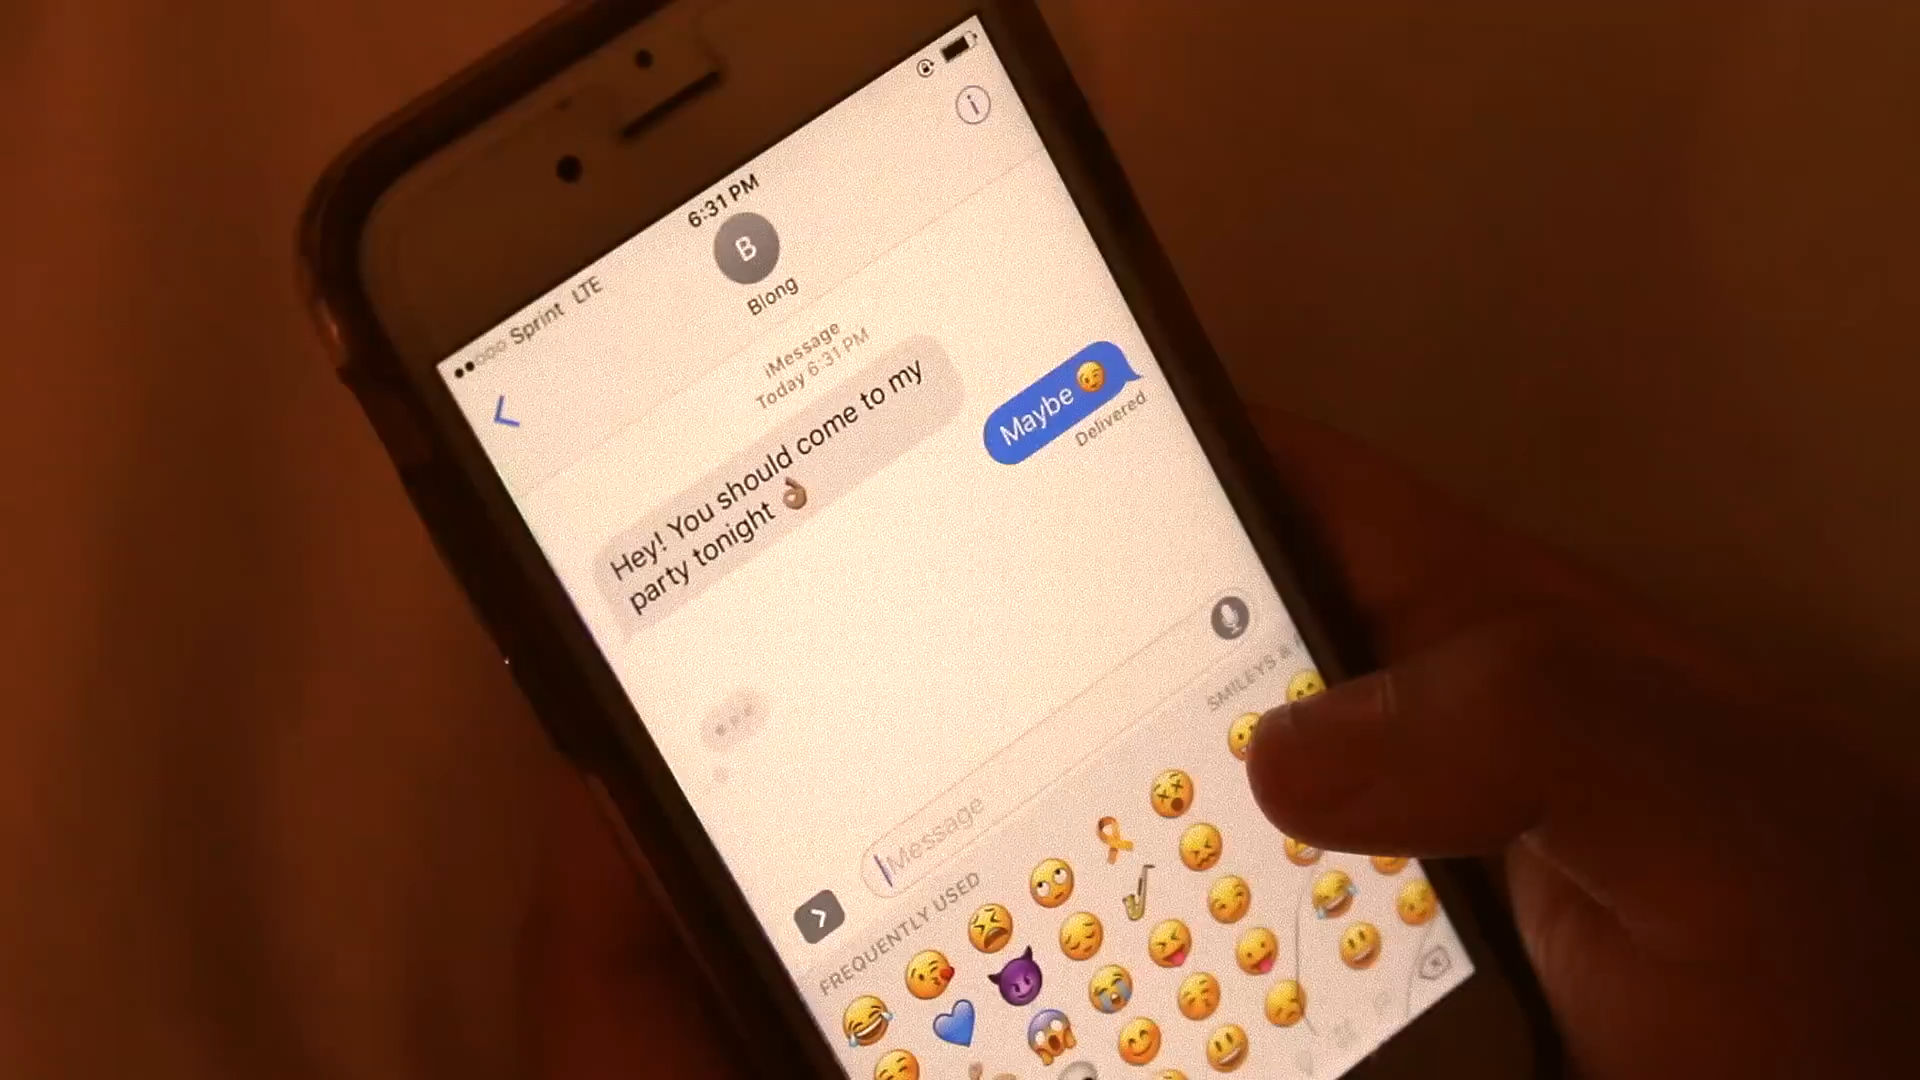 Sprint LTE
6:31 PM
B
Blong
iMessage
Today 6:31 PM
Hey! You should come to my
party tonight 👌🏽
Maybe 😉
Delivered
Message
FREQUENTLY USED
SMILEYS &